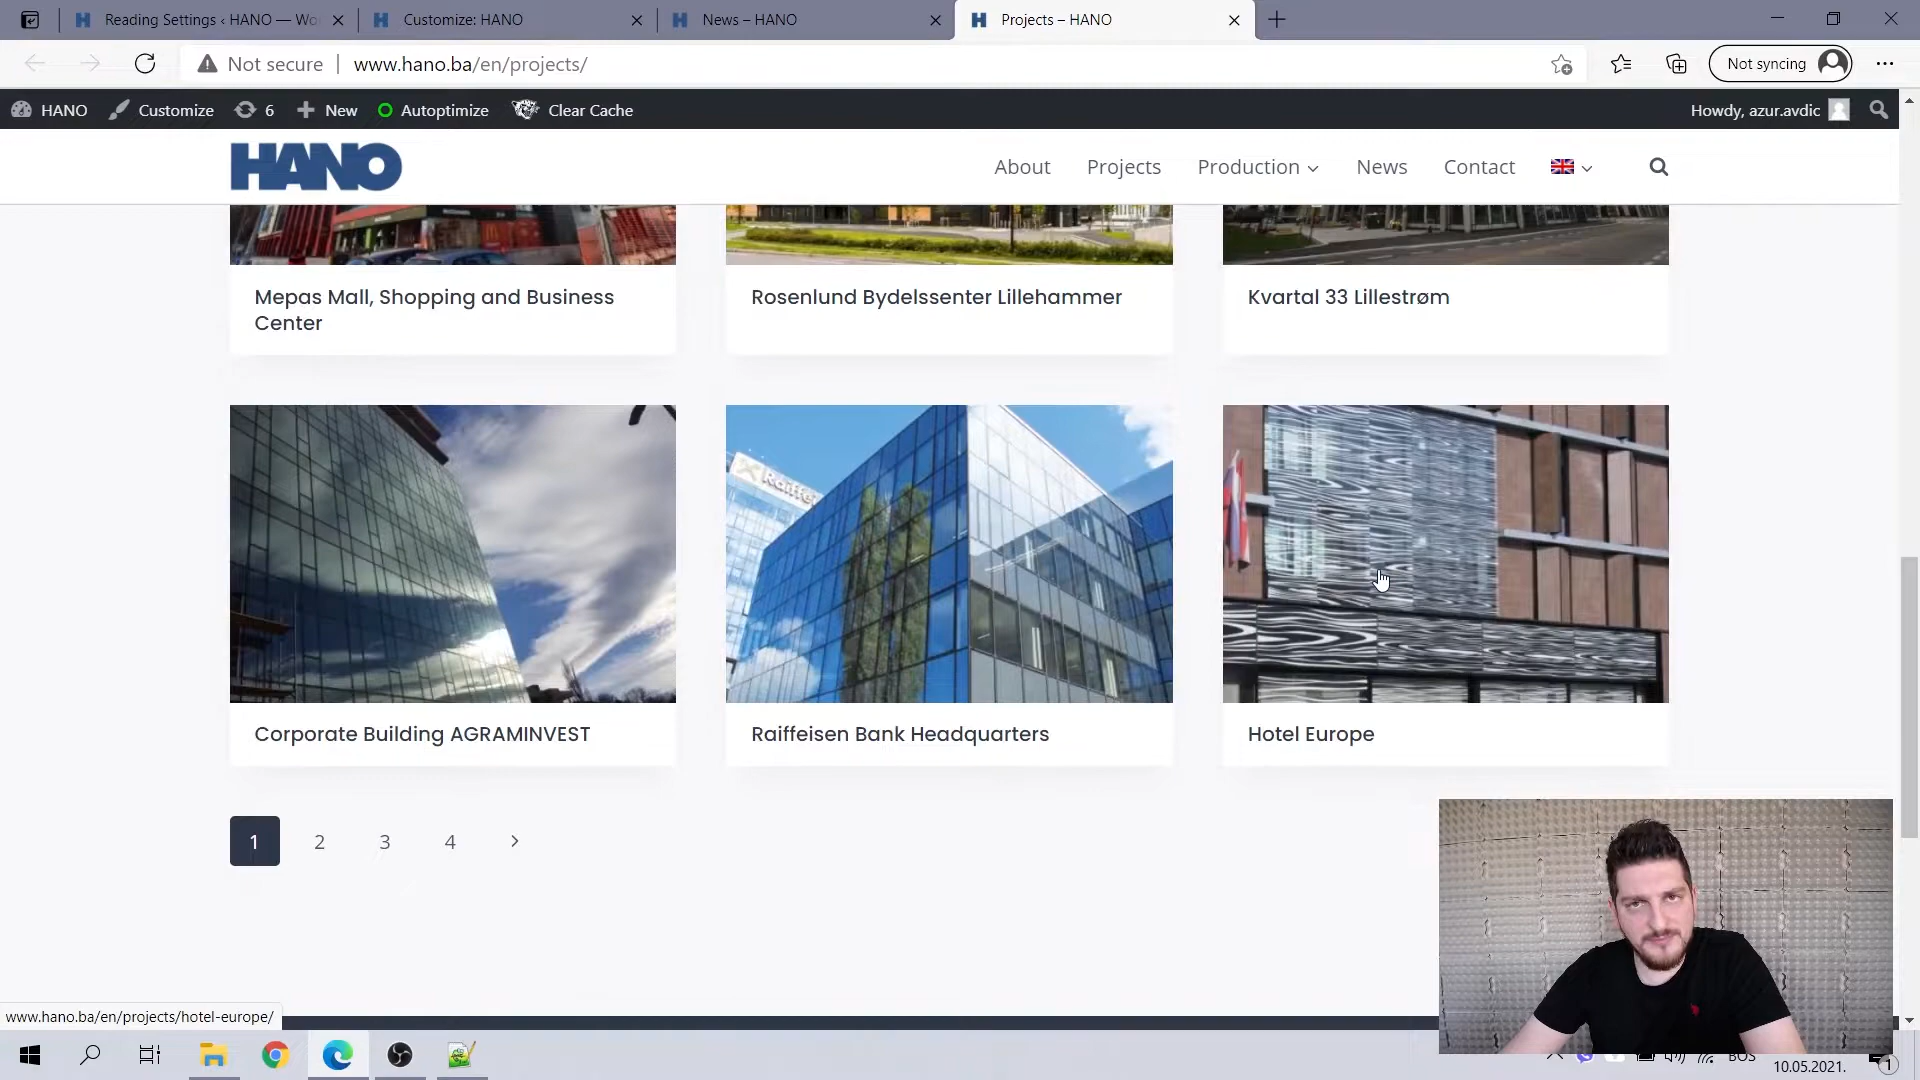 Reading Settings ‹ HANO — Wo
Customize: HANO
News – HANO
Projects – HANO
Not secure
www.hano.ba/en/projects/
Not syncing
HANO
Customize
6
New
Autoptimize
Clear Cache
Howdy, azur.avdic
HANO
About
Projects
Production
News
Contact
Mepas Mall, Shopping and Business
Center
Rosenlund Bydelssenter Lillehammer
Kvartal 33 Lillestrøm
Raiffei
Corporate Building AGRAMINVEST
Raiffeisen Bank Headquarters
Hotel Europe
1
2
3
4
www.hano.ba/en/projects/hotel-europe/
BOS
10.05.2021.
1